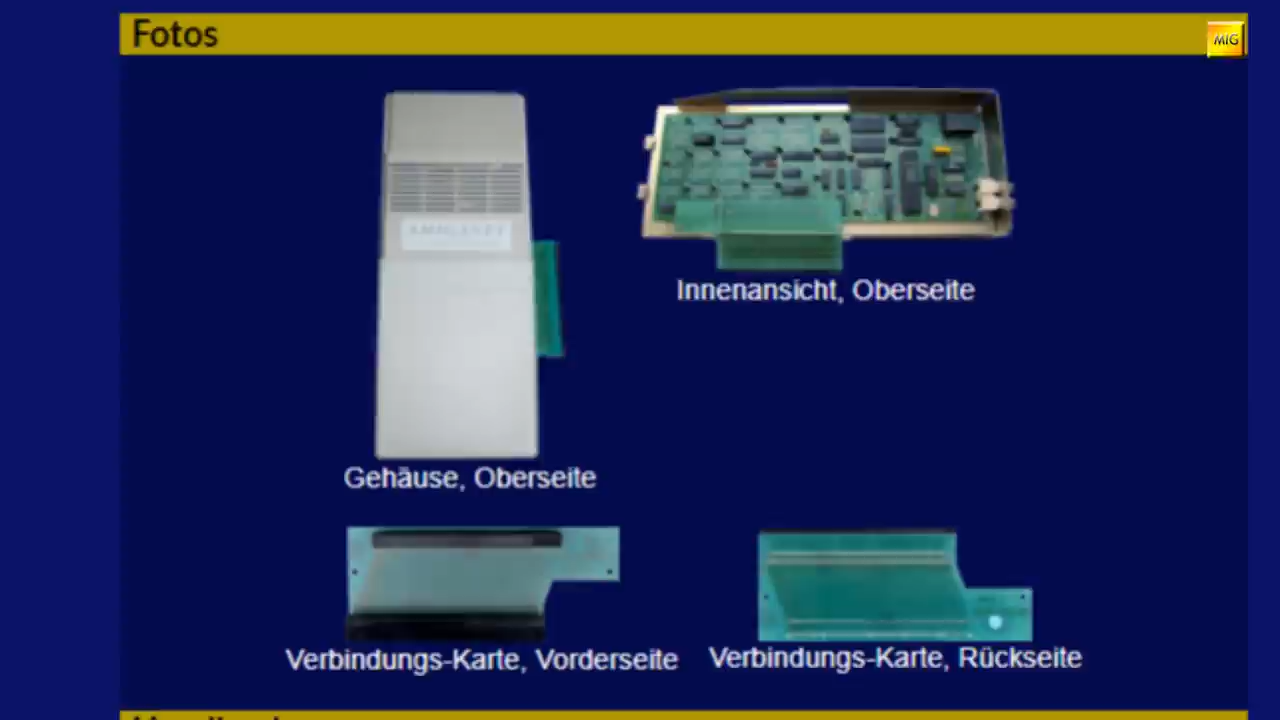 Fotos
MIG
Innenansicht, Oberseite
Gehäuse, Oberseite
Verbindungs-Karte, Vorderseite
Verbindungs-Karte, Rückseite